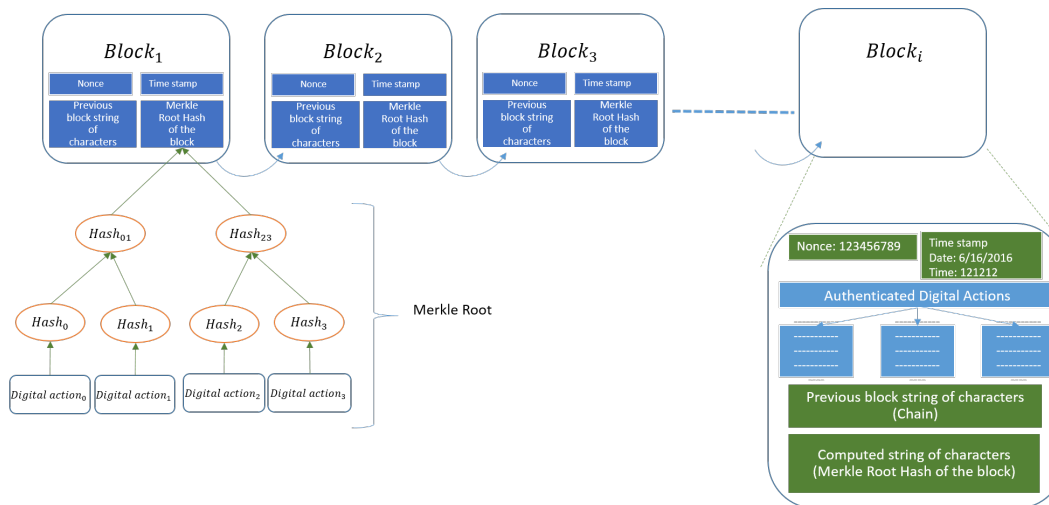 Block₁
Nonce
Time stamp
Previous
block string
of
characters
Merkle
Root Hash
of the
block
Block₂
Nonce
Time stamp
Previous
block string
of
characters
Merkle
Root Hash
of the
block
Block₃
Nonce
Time stamp
Previous
block string
of
characters
Merkle
Root Hash
of the
block
Blockᵢ
Hash₀₁
Hash₂₃
Hash₀
Hash₁
Hash₂
Hash₃
Digital action₀
Digital action₁
Digital action₂
Digital action₃
Merkle Root
Nonce: 123456789
Time stamp
Date: 6/16/2016
Time: 121212
Authenticated Digital Actions
Previous block string of characters
(Chain)
Computed string of characters
(Merkle Root Hash of the block)